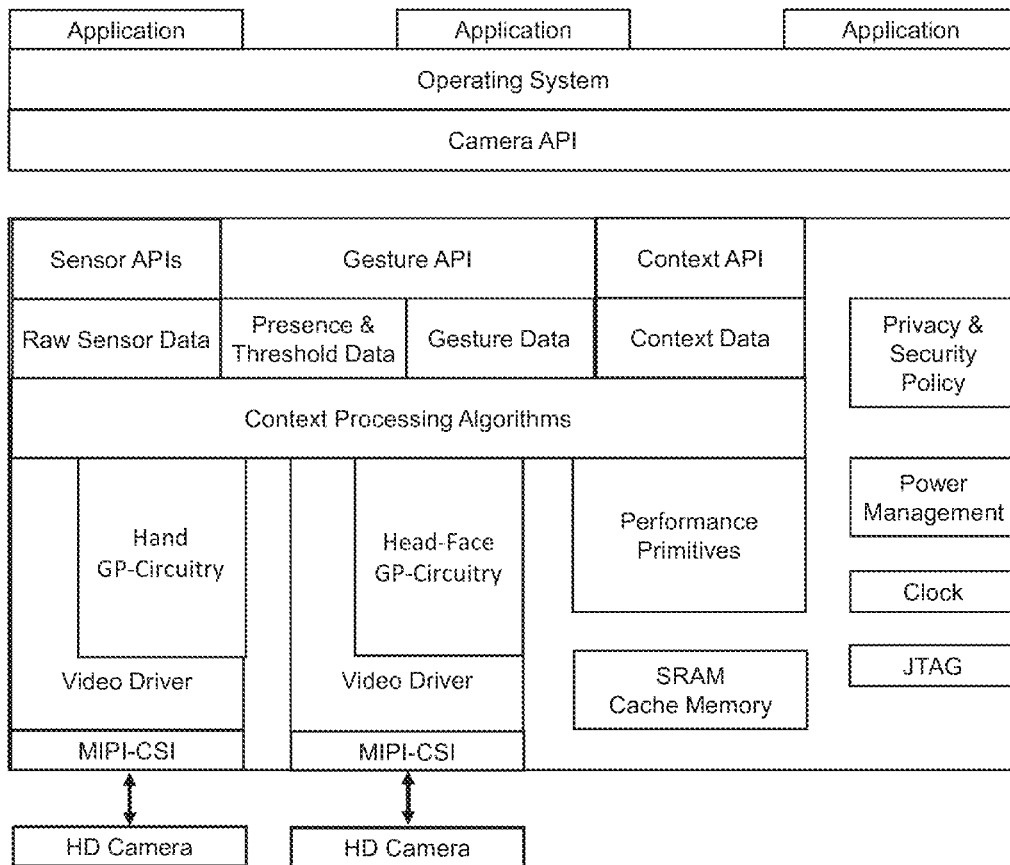 Application
Application
Application
Operating System
Camera API
Sensor APIs
Gesture API
Context API
Raw Sensor Data
Presence &
Threshold Data
Gesture Data
Context Data
Privacy &
Security
Policy
Context Processing Algorithms
Hand
GP-Circuitry
Head-Face
GP-Circuitry
Performance
Primitives
Power
Management
Clock
Video Driver
Video Driver
SRAM
Cache Memory
JTAG
MIPI-CSI
MIPI-CSI
HD Camera
HD Camera